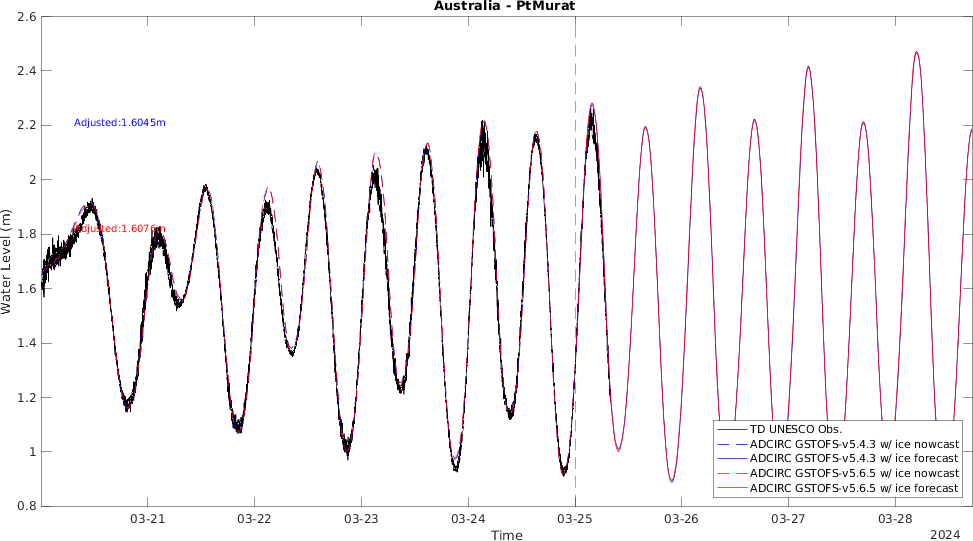 Australia - PtMurat
2.6
2.4
2.2
2
1.8
1.6
1.4
1.2
1
0.8
Water Level (m)
Adjusted:1.6045m
Adjusted:1.6076m
TD UNESCO Obs.
ADCIRC GSTOFS-v5.4.3 w/ ice nowcast
ADCIRC GSTOFS-v5.4.3 w/ ice forecast
ADCIRC GSTOFS-v5.6.5 w/ ice nowcast
ADCIRC GSTOFS-v5.6.5 w/ ice forecast
03-21 03-22 03-23 03-24 03-25 03-26 03-27 03-28
Time
2024